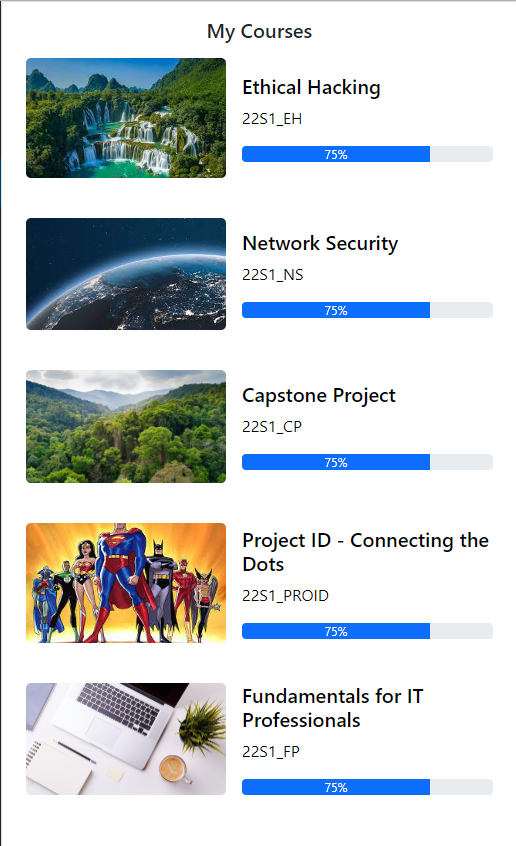 My Courses
Ethical Hacking
22S1_EH
75%
Network Security
22S1_NS
75%
Capstone Project
22S1_CP
75%
Project ID - Connecting the
Dots
22S1_PROID
75%
Fundamentals for IT
Professionals
22S1_FP
75%